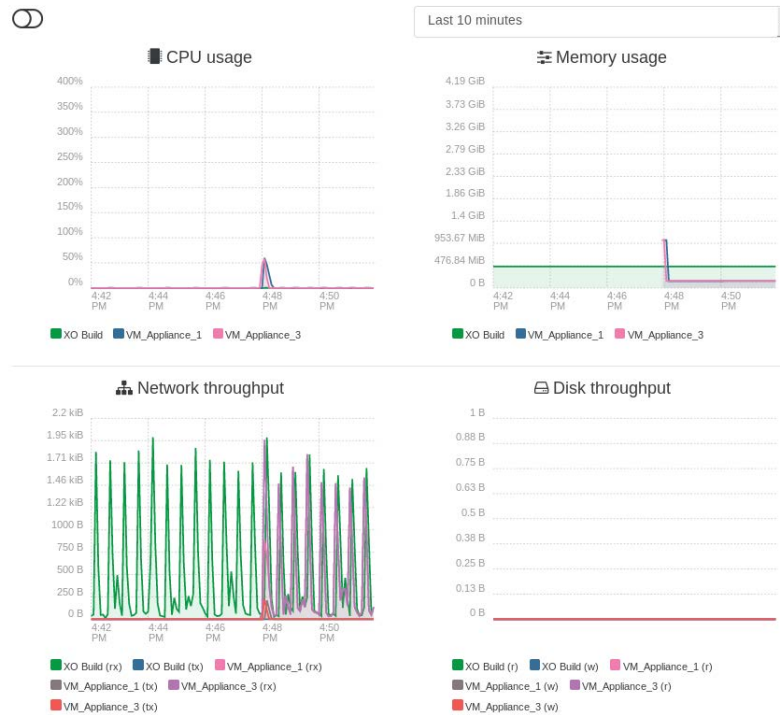 Last 10 minutes
CPU usage
400%
350%
300%
250%
200%
150%
100%
50%
0%
4:42 PM
4:44 PM
4:46 PM
4:48 PM
4:50 PM
XO Build VM_Appliance_1 VM_Appliance_3
Memory usage
4.19 GiB
3.73 GiB
3.26 GiB
2.79 GiB
2.33 GiB
1.86 GiB
1.4 GiB
953.67 MiB
476.84 MiB
0 B
4:42 PM
4:44 PM
4:46 PM
4:48 PM
4:50 PM
XO Build VM_Appliance_1 VM_Appliance_3
Network throughput
2.2 kiB
1.95 kiB
1.71 kiB
1.46 kiB
1.22 kiB
1000 B
750 B
500 B
250 B
0 B
4:42 PM
4:44 PM
4:46 PM
4:48 PM
4:50 PM
XO Build (rx) XO Build (tx) VM_Appliance_1 (rx)
VM_Appliance_1 (tx) VM_Appliance_3 (rx)
VM_Appliance_3 (tx)
Disk throughput
1 B
0.88 B
0.75 B
0.63 B
0.5 B
0.38 B
0.25 B
0.13 B
0 B
XO Build (r) XO Build (w) VM_Appliance_1 (r)
VM_Appliance_1 (w) VM_Appliance_3 (r)
VM_Appliance_3 (w)